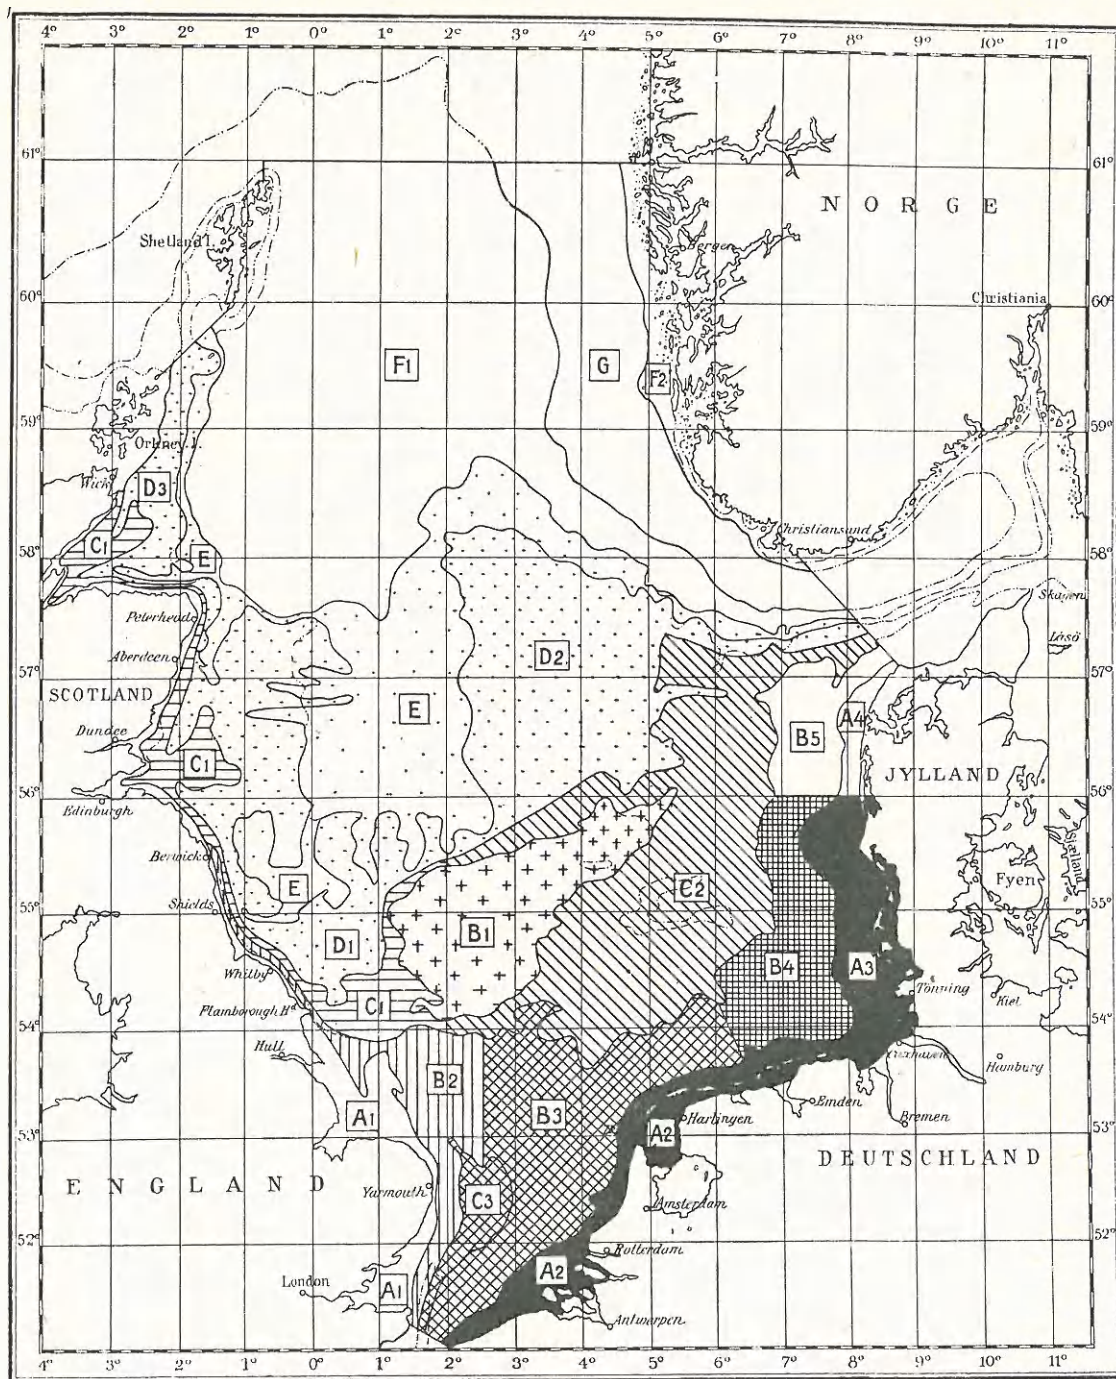 4° 3° 2° 1° 0° 1° 2° 3° 4° 5° 6° 7° 8° 9° 10° 11°
61° 61°
N O R G E
Shetland I.
Bergen
60° Christiania 60°
F1 G F2
59° 59°
Orkney I.
Wick D3
Christiansand
C1
58° E 58°
Skagen
Peterhead
Lësö
Aberdeen D2
57° 57°
SCOTLAND
E A4
Dundee B5
C1 JYLLAND
56° 56°
Edinburgh
Berwick Sjælland
E C2 Fyen
Shields
55° 55°
B1
D1 B4 A3
Whitby Tönning
C1 Kiel
Flamborough Hd
54° 54°
Hull Cuxhaven
B2 Hamburg
Emden
A1 B3 Harlingen Bremen
53° A2 53°
DEUTSCHLAND
E N G L A N D
Yarmouth C3
Amsterdam
52° 52°
Rotterdam
London A1 A2
Antwerpen
4° 3° 2° 1° 0° 1° 2° 3° 4° 5° 6° 7° 8° 9° 10° 11°